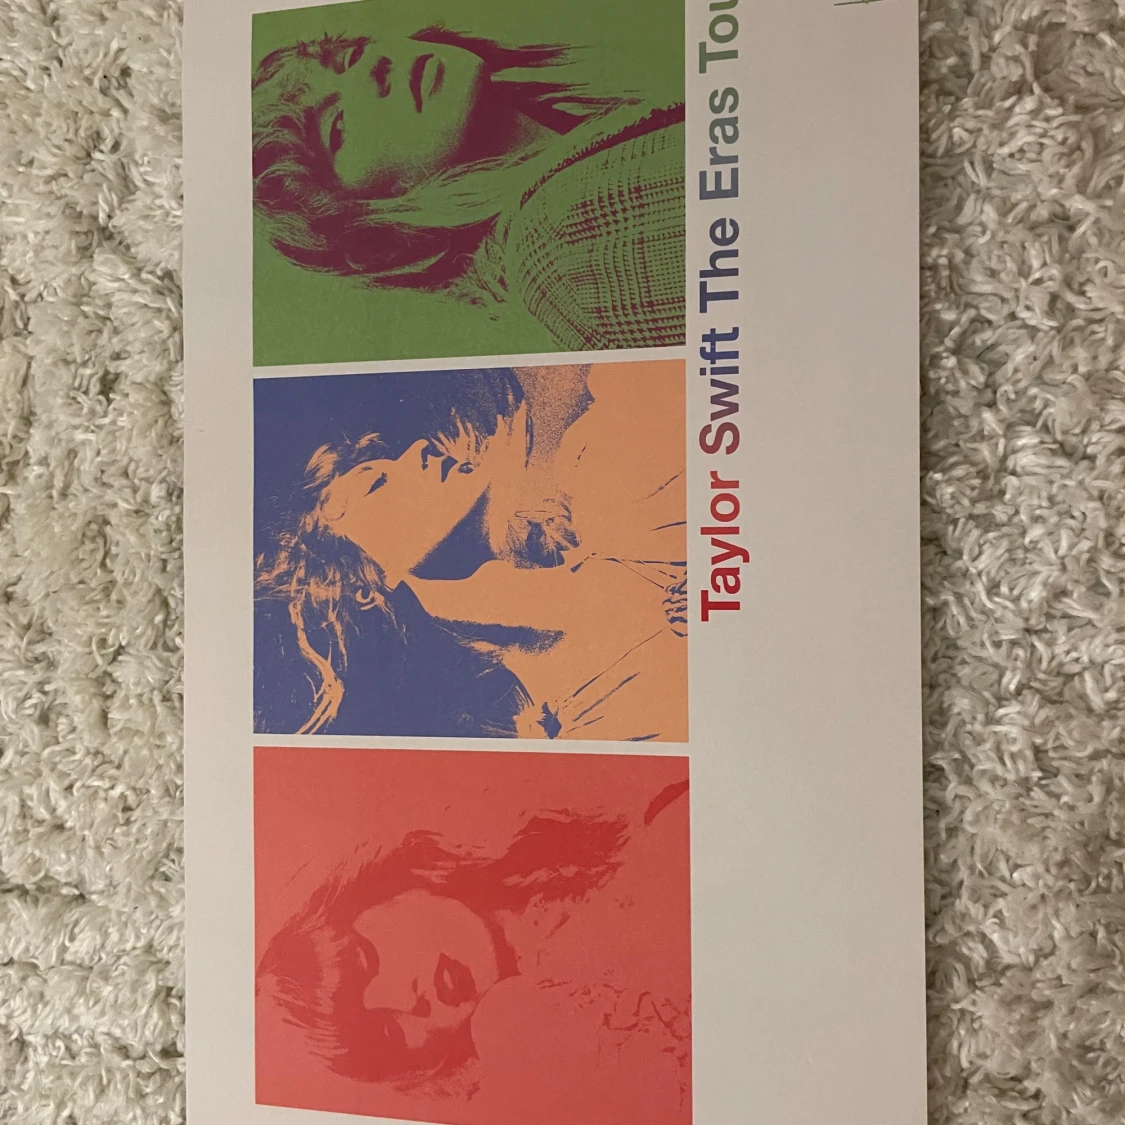 Taylor Swift The Eras Tou